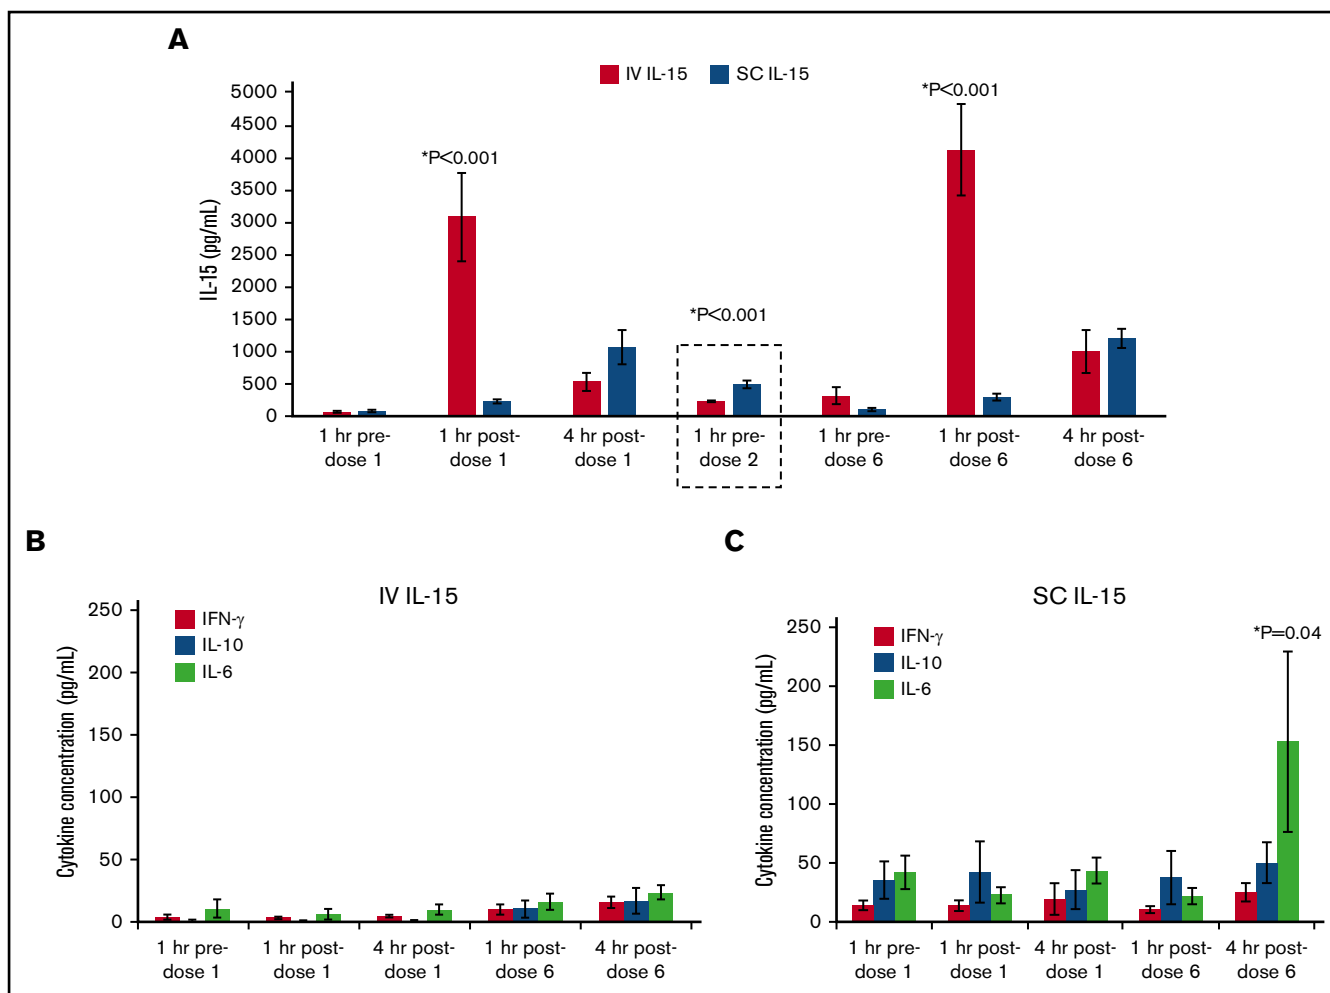 A
IV IL-15 SC IL-15
5000
4500
4000
3500
3000
2500
2000
1500
1000
500
0
IL-15 (pg/mL)
*P<0.001
*P<0.001
*P<0.001
1 hr pre-
dose 1
1 hr post-
dose 1
4 hr post-
dose 1
1 hr pre-
dose 2
1 hr pre-
dose 6
1 hr post-
dose 6
4 hr post-
dose 6
B
IV IL-15
IFN-γ
IL-10
IL-6
250
200
150
100
50
0
Cytokine concentration (pg/mL)
1 hr pre-
dose 1
1 hr post-
dose 1
4 hr post-
dose 1
1 hr post-
dose 6
4 hr post-
dose 6
C
SC IL-15
IFN-γ
IL-10
IL-6
*P=0.04
250
200
150
100
50
0
Cytokine concentration (pg/mL)
1 hr pre-
dose 1
1 hr post-
dose 1
4 hr post-
dose 1
1 hr post-
dose 6
4 hr post-
dose 6